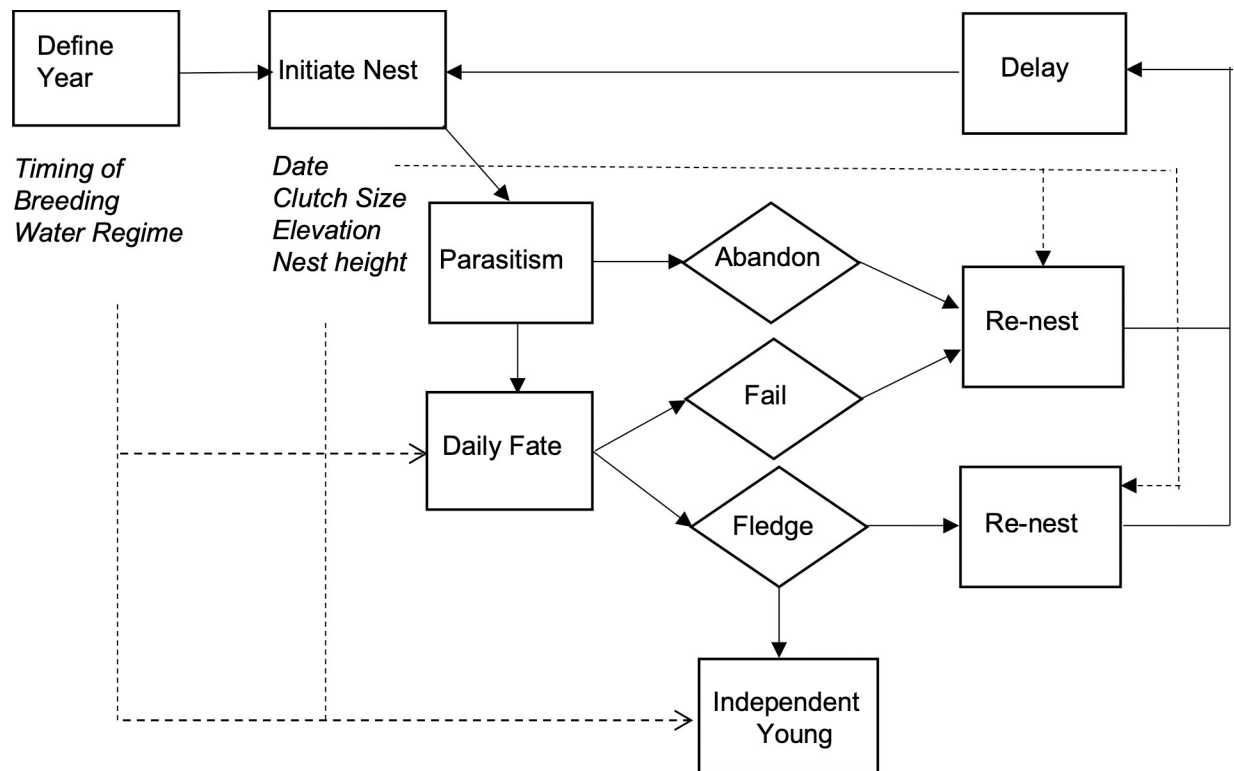 Define
Year
Initiate Nest
Delay
Timing of
Breeding
Water Regime
Date
Clutch Size
Elevation
Nest height
Parasitism
Abandon
Re-nest
Daily Fate
Fail
Fledge
Re-nest
Independent
Young